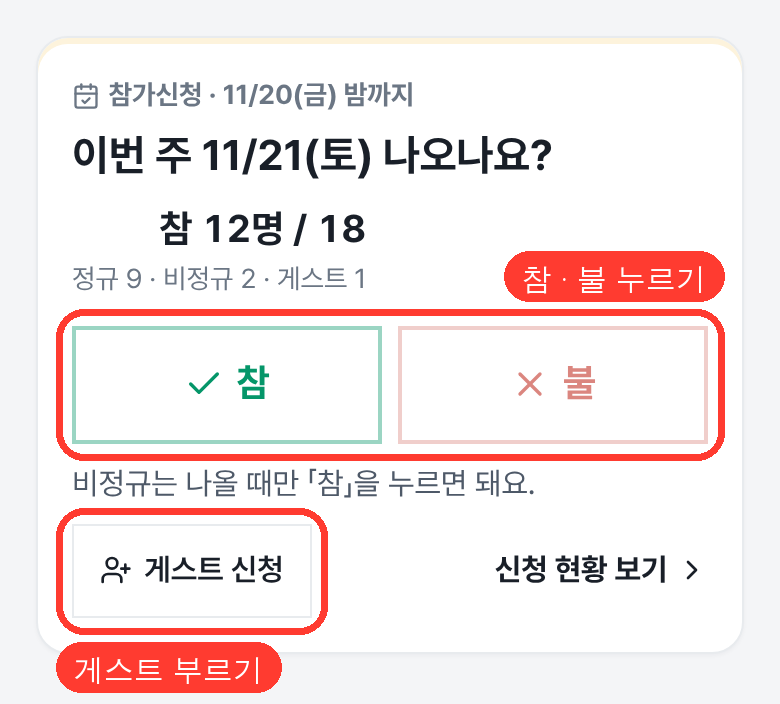 참가신청 · 11/20(금) 밤까지
이번 주 11/21(토) 나오나요?
참 12명 / 18
정규 9 · 비정규 2 · 게스트 1
참 · 불 누르기
참
불
비정규는 나올 때만 「참」을 누르면 돼요.
게스트 신청
신청 현황 보기
게스트 부르기